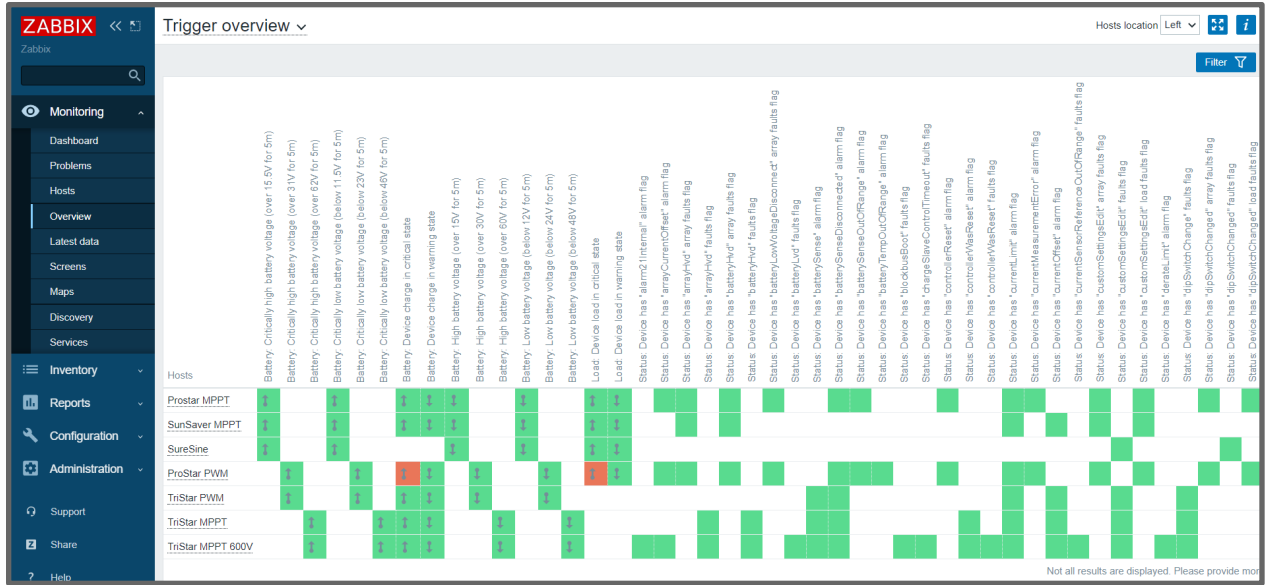 ZABBIX
Trigger overview
Hosts location
Left
i
Zabbix
Filter
Monitoring
Dashboard
Problems
Hosts
Overview
Latest data
Screens
Maps
Discovery
Services
Inventory
Reports
Configuration
Administration
Support
Z
Share
?
Help
Hosts
Battery: Critically high battery voltage (over 15.5V for 5m)
Battery: Critically high battery voltage (over 31V for 5m)
Battery: Critically high battery voltage (over 62V for 5m)
Battery: Critically low battery voltage (below 11.5V for 5m)
Battery: Critically low battery voltage (below 23V for 5m)
Battery: Critically low battery voltage (below 46V for 5m)
Battery: Device charge in critical state
Battery: Device charge in warning state
Battery: High battery voltage (over 15V for 5m)
Battery: High battery voltage (over 30V for 5m)
Battery: High battery voltage (over 60V for 5m)
Battery: Low battery voltage (below 12V for 5m)
Battery: Low battery voltage (below 24V for 5m)
Battery: Low battery voltage (below 48V for 5m)
Load: Device load in critical state
Load: Device load in warning state
Status: Device has "alarm21Internal" alarm flag
Status: Device has "arrayCurrentOffset" alarm flag
Status: Device has "arrayHvd" array faults flag
Status: Device has "arrayHvd" faults flag
Status: Device has "batteryHvd" array faults flag
Status: Device has "batteryHvd" faults flag
Status: Device has "batteryLowVoltageDisconnect" array faults flag
Status: Device has "batteryLvd" faults flag
Status: Device has "batterySense" alarm flag
Status: Device has "batterySenseDisconnected" alarm flag
Status: Device has "batterySenseOutOfRange" alarm flag
Status: Device has "batteryTempOutOfRange" alarm flag
Status: Device has "blockbusBoot" faults flag
Status: Device has "chargeSlaveControlTimeout" faults flag
Status: Device has "controllerReset" alarm flag
Status: Device has "controllerWasReset" faults flag
Status: Device has "controllerWasReset" faults flag
Status: Device has "currentLimit" alarm flag
Status: Device has "currentMeasurementError" alarm flag
Status: Device has "currentOffset" alarm flag
Status: Device has "currentSensorReferenceOutOfRange" faults flag
Status: Device has "customSettingsEdit" array faults flag
Status: Device has "customSettingsEdit" faults flag
Status: Device has "customSettingsEdit" load faults flag
Status: Device has "derateLimit" alarm flag
Status: Device has "dipSwitchChange" faults flag
Status: Device has "dipSwitchChanged" array faults flag
Status: Device has "dipSwitchChanged" faults flag
Status: Device has "dipSwitchChanged" load faults flag
Prostar MPPT
SunSaver MPPT
SureSine
ProStar PWM
TriStar PWM
TriStar MPPT
TriStar MPPT 600V
Not all results are displayed. Please provide mor